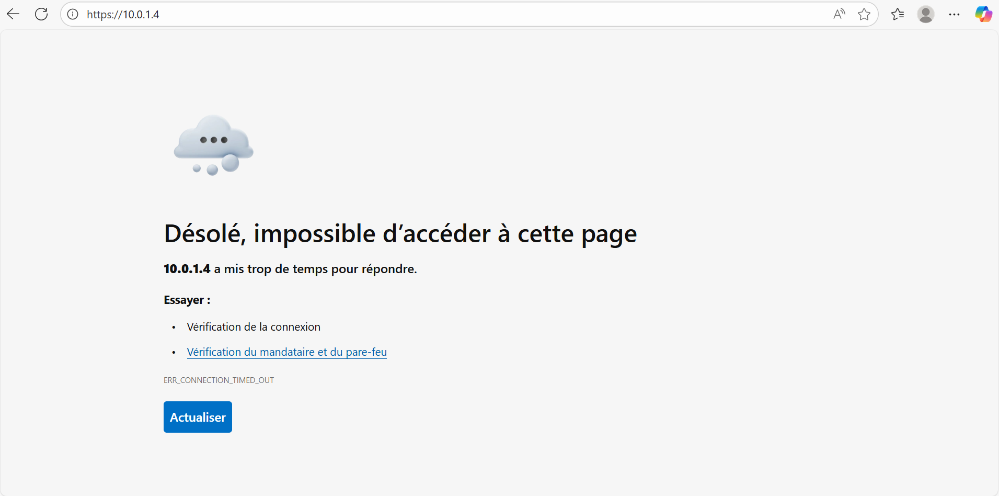 https://10.0.1.4
Désolé, impossible d’accéder à cette page
10.0.1.4 a mis trop de temps pour répondre.
Essayer :
• Vérification de la connexion
• Vérification du mandataire et du pare-feu
ERR_CONNECTION_TIMED_OUT
Actualiser